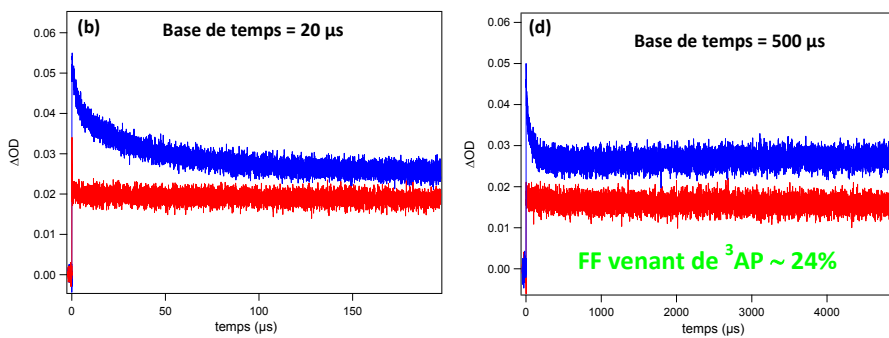 (b)
Base de temps = 20 µs
0.06
0.05
0.04
0.03
0.02
0.01
0.00
ΔOD
0
50
100
150
temps (µs)
(d)
Base de temps = 500 µs
0.06
0.05
0.04
0.03
0.02
0.01
0.00
ΔOD
FF venant de ³AP ~ 24%
0
1000
2000
3000
4000
temps (µs)